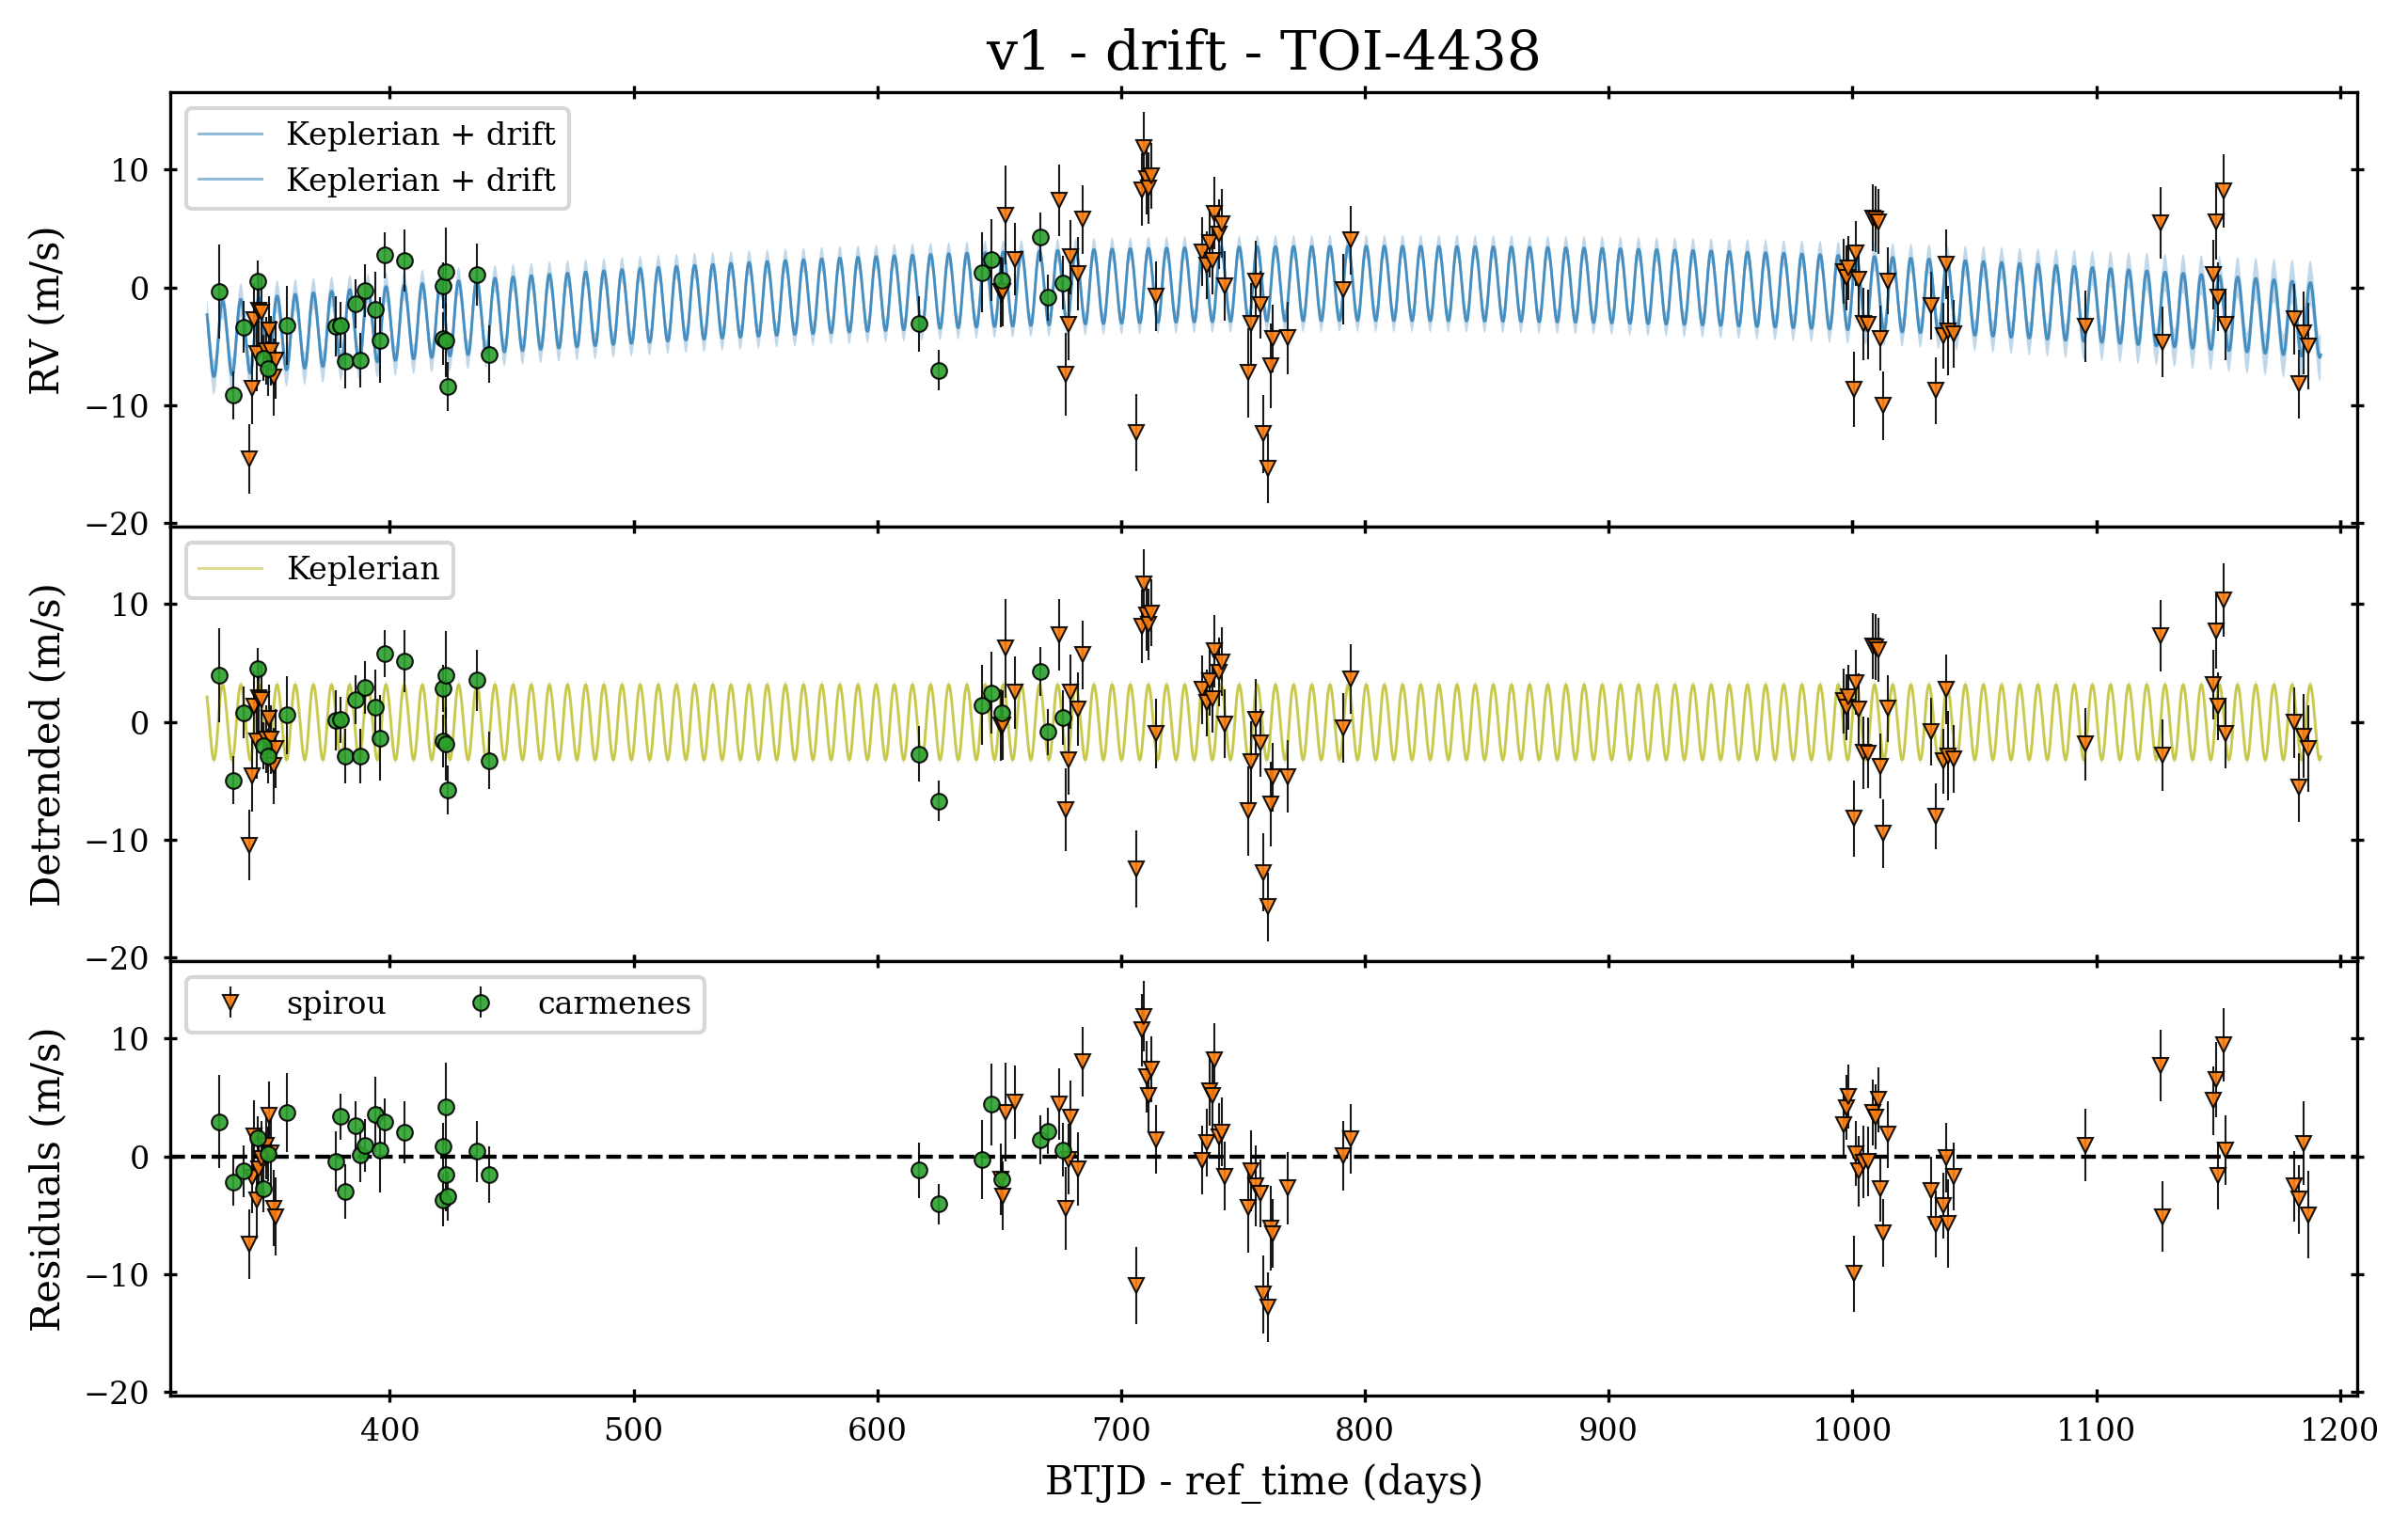 v1 - drift - TOI-4438
Keplerian + drift
Keplerian + drift
RV (m/s)
10
0
−10
−20
Keplerian
Detrended (m/s)
10
0
−10
−20
spirou carmenes
Residuals (m/s)
10
0
−10
−20
400 500 600 700 800 900 1000 1100 1200
BTJD - ref_time (days)